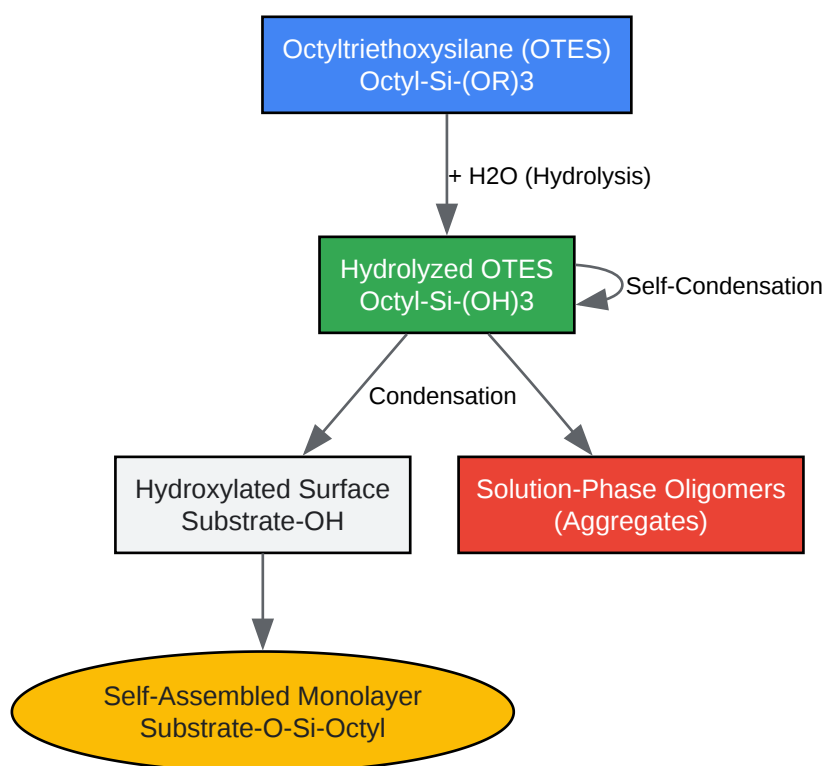 Octyltriethoxysilane (OTES)
Octyl-Si-(OR)3
+ H2O (Hydrolysis)
Hydrolyzed OTES
Octyl-Si-(OH)3
Self-Condensation
Condensation
Hydroxylated Surface
Substrate-OH
Solution-Phase Oligomers
(Aggregates)
Self-Assembled Monolayer
Substrate-O-Si-Octyl